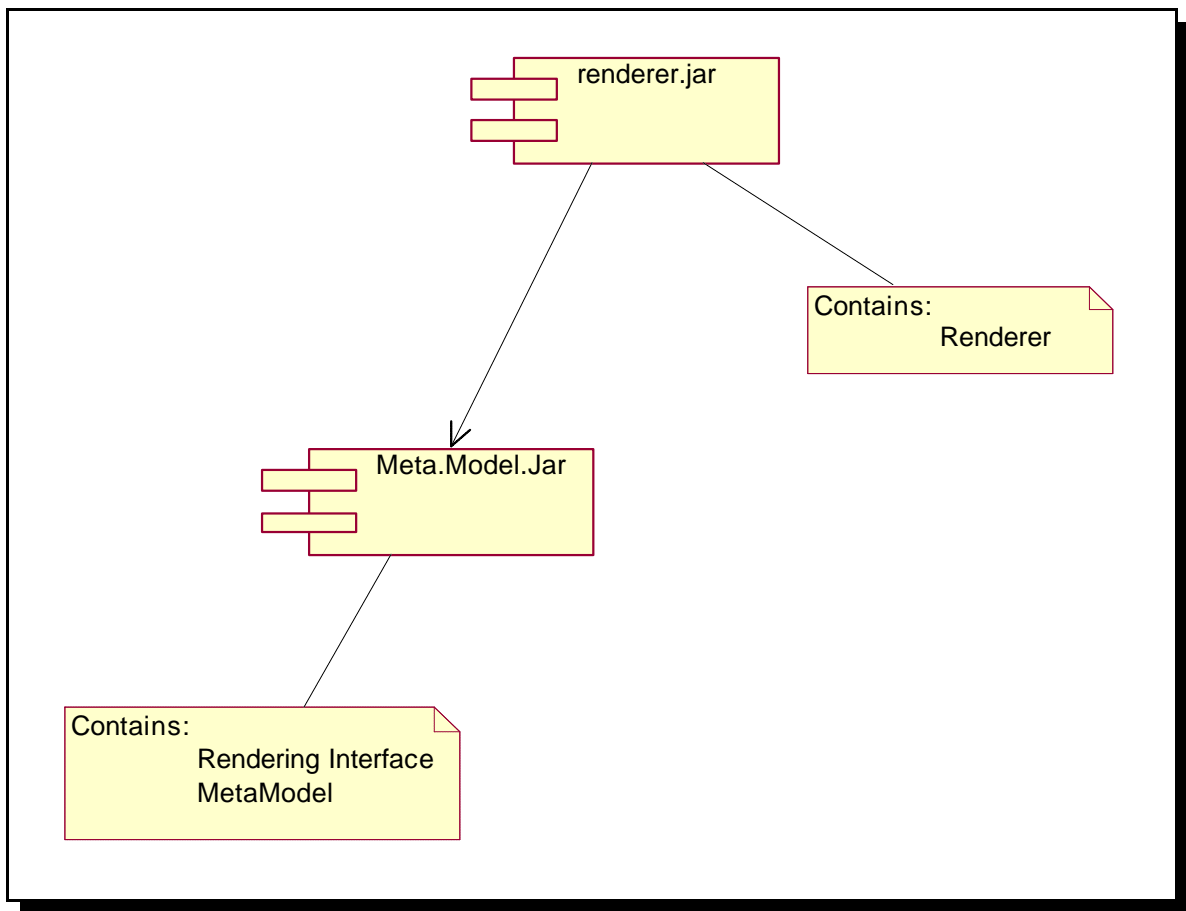 renderer.jar
Contains:
Renderer
Meta.Model.Jar
Contains:
Rendering Interface
MetaModel